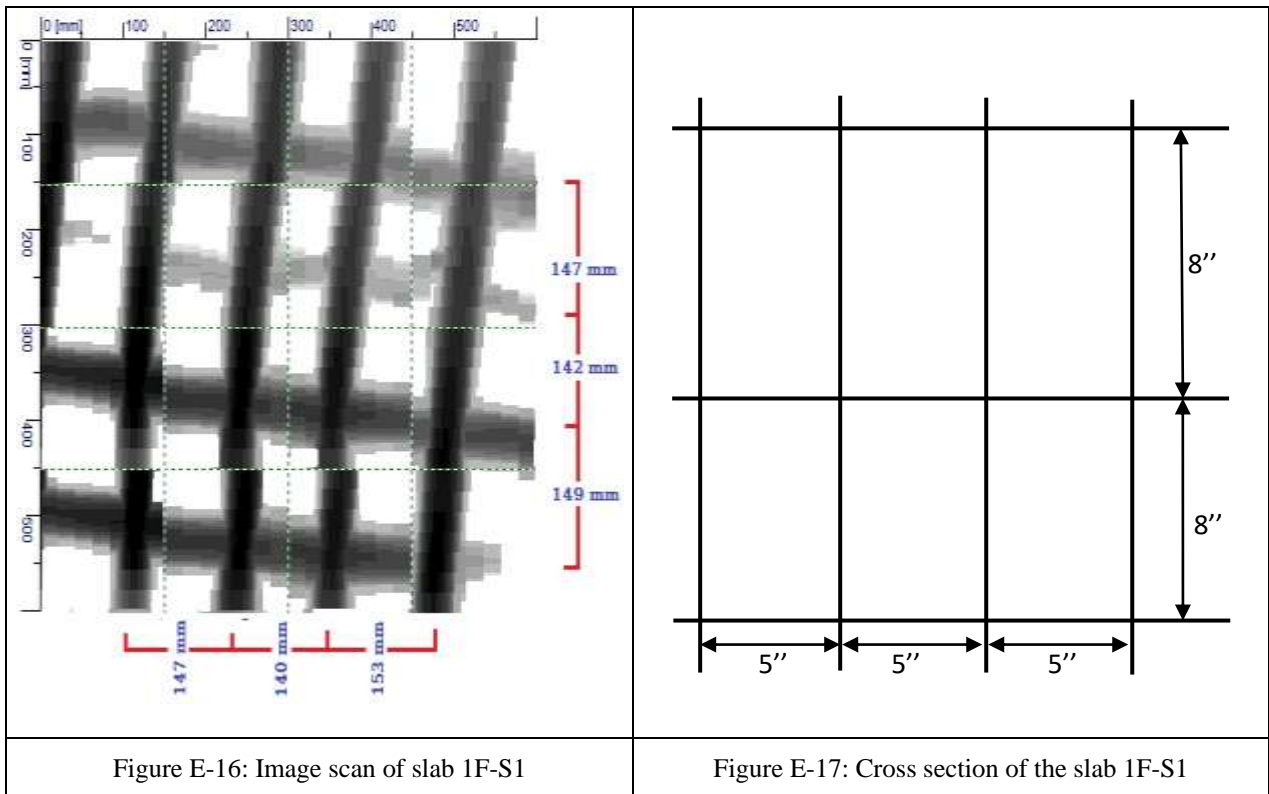 0 [mm] 100 200 300 400 500
0 [mm]
100
200
300
400
500
147 mm
142 mm
149 mm
147 mm
140 mm
153 mm
8’’
8’’
5’’ 5’’ 5’’
Figure E-16: Image scan of slab 1F-S1
Figure E-17: Cross section of the slab 1F-S1